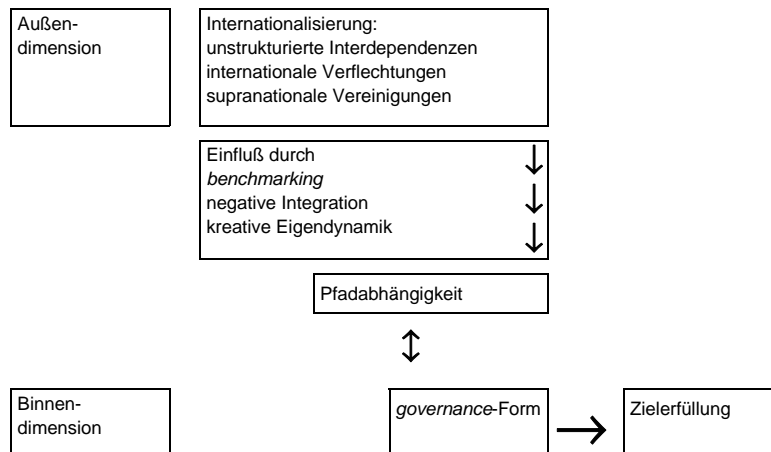 Außen-
dimension
Internationalisierung:
unstrukturierte Interdependenzen
internationale Verflechtungen
supranationale Vereinigungen
Einfluß durch
benchmarking
negative Integration
kreative Eigendynamik
Pfadabhängigkeit
Binnen-
dimension
governance-Form
Zielerfüllung